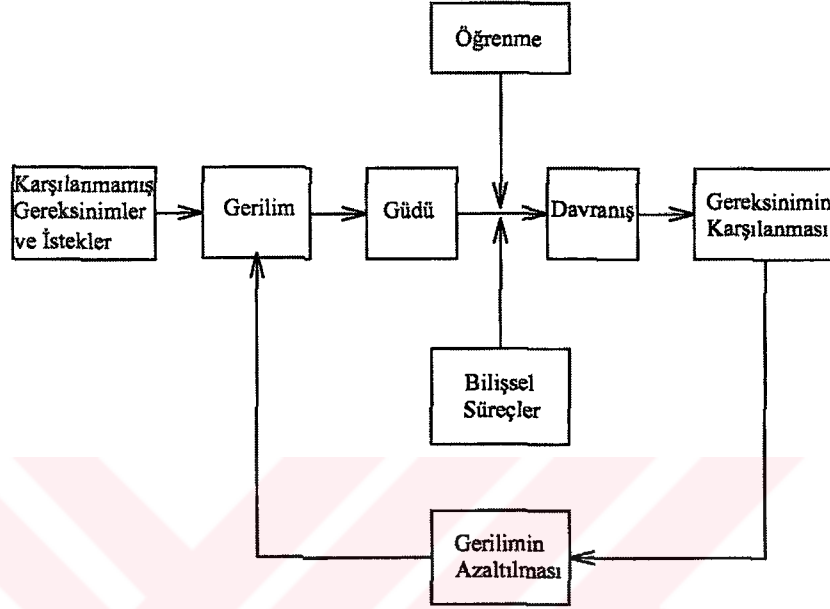 Öğrenme
Karşılanmamış
Gereksinimler
ve İstekler
Gerilim
Güdü
Davranış
Gereksinimin
Karşılanması
Bilişsel
Süreçler
Gerilimin
Azaltılması